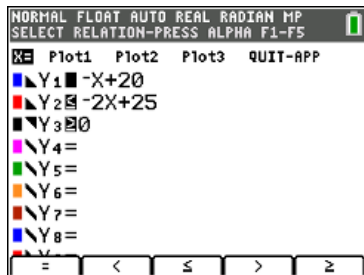 NORMAL FLOAT AUTO REAL RADIAN MP
SELECT RELATION-PRESS ALPHA F1-F5
X= Plot1 Plot2 Plot3 QUIT-APP
Y1 -X+20
Y2≤-2X+25
Y3≥0
Y4=
Y5=
Y6=
Y7=
Y8=
= < ≤ > ≥